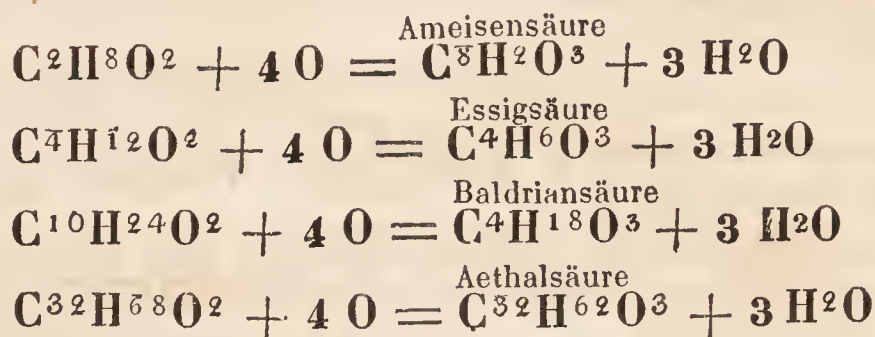 Ameisensäure
C²H⁸O² + 4 O = C⁸H²O³ + 3 H²O
Essigsäure
C⁴H¹²O² + 4 O = C⁴H⁶O³ + 3 H²O
Baldriansäure
C¹⁰H²⁴O² + 4 O = C⁴H¹⁸O³ + 3 H²O
Aethalsäure
C³²H⁶⁸O² + 4 O = C³²H⁶²O³ + 3 H²O